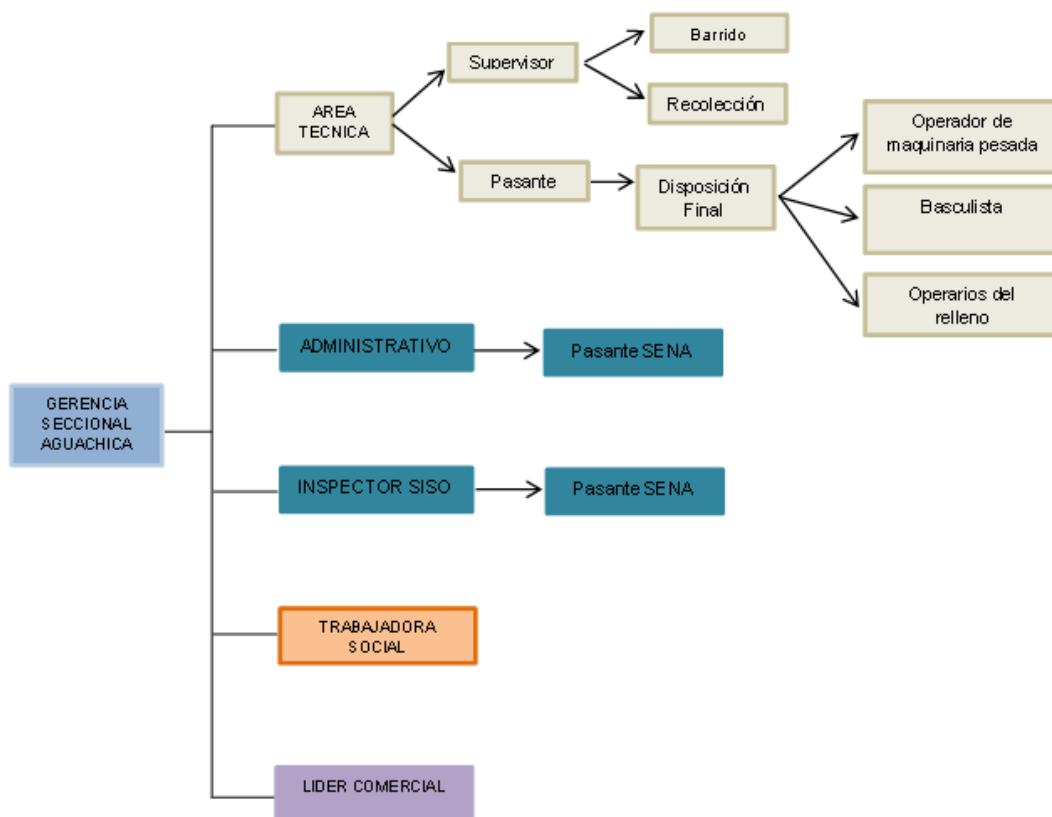 Barrido
Supervisor
AREA
TECNICA
Recolección
Operador de
maquinaria pesada
Pasante
Disposición
Final
Basculista
Operarios del
relleno
ADMINISTRATIVO
Pasante SENA
GERENCIA
SECCIONAL
AGUACHICA
INSPECTOR SISO
Pasante SENA
TRABAJADORA
SOCIAL
LIDER COMERCIAL